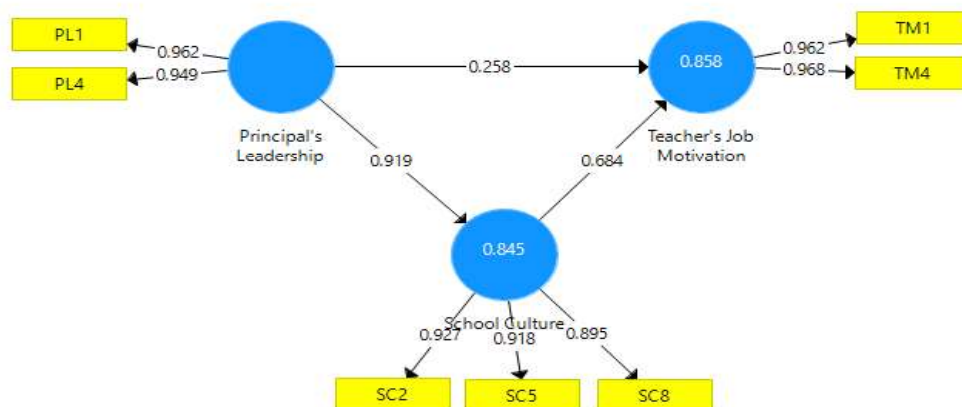 PL1
0.962
PL4
0.949
Principal's
Leadership
0.258
0.858
Teacher's Job
Motivation
0.962
TM1
0.968
TM4
0.919
0.684
0.845
School Culture
0.927
0.918
0.895
SC2
SC5
SC8